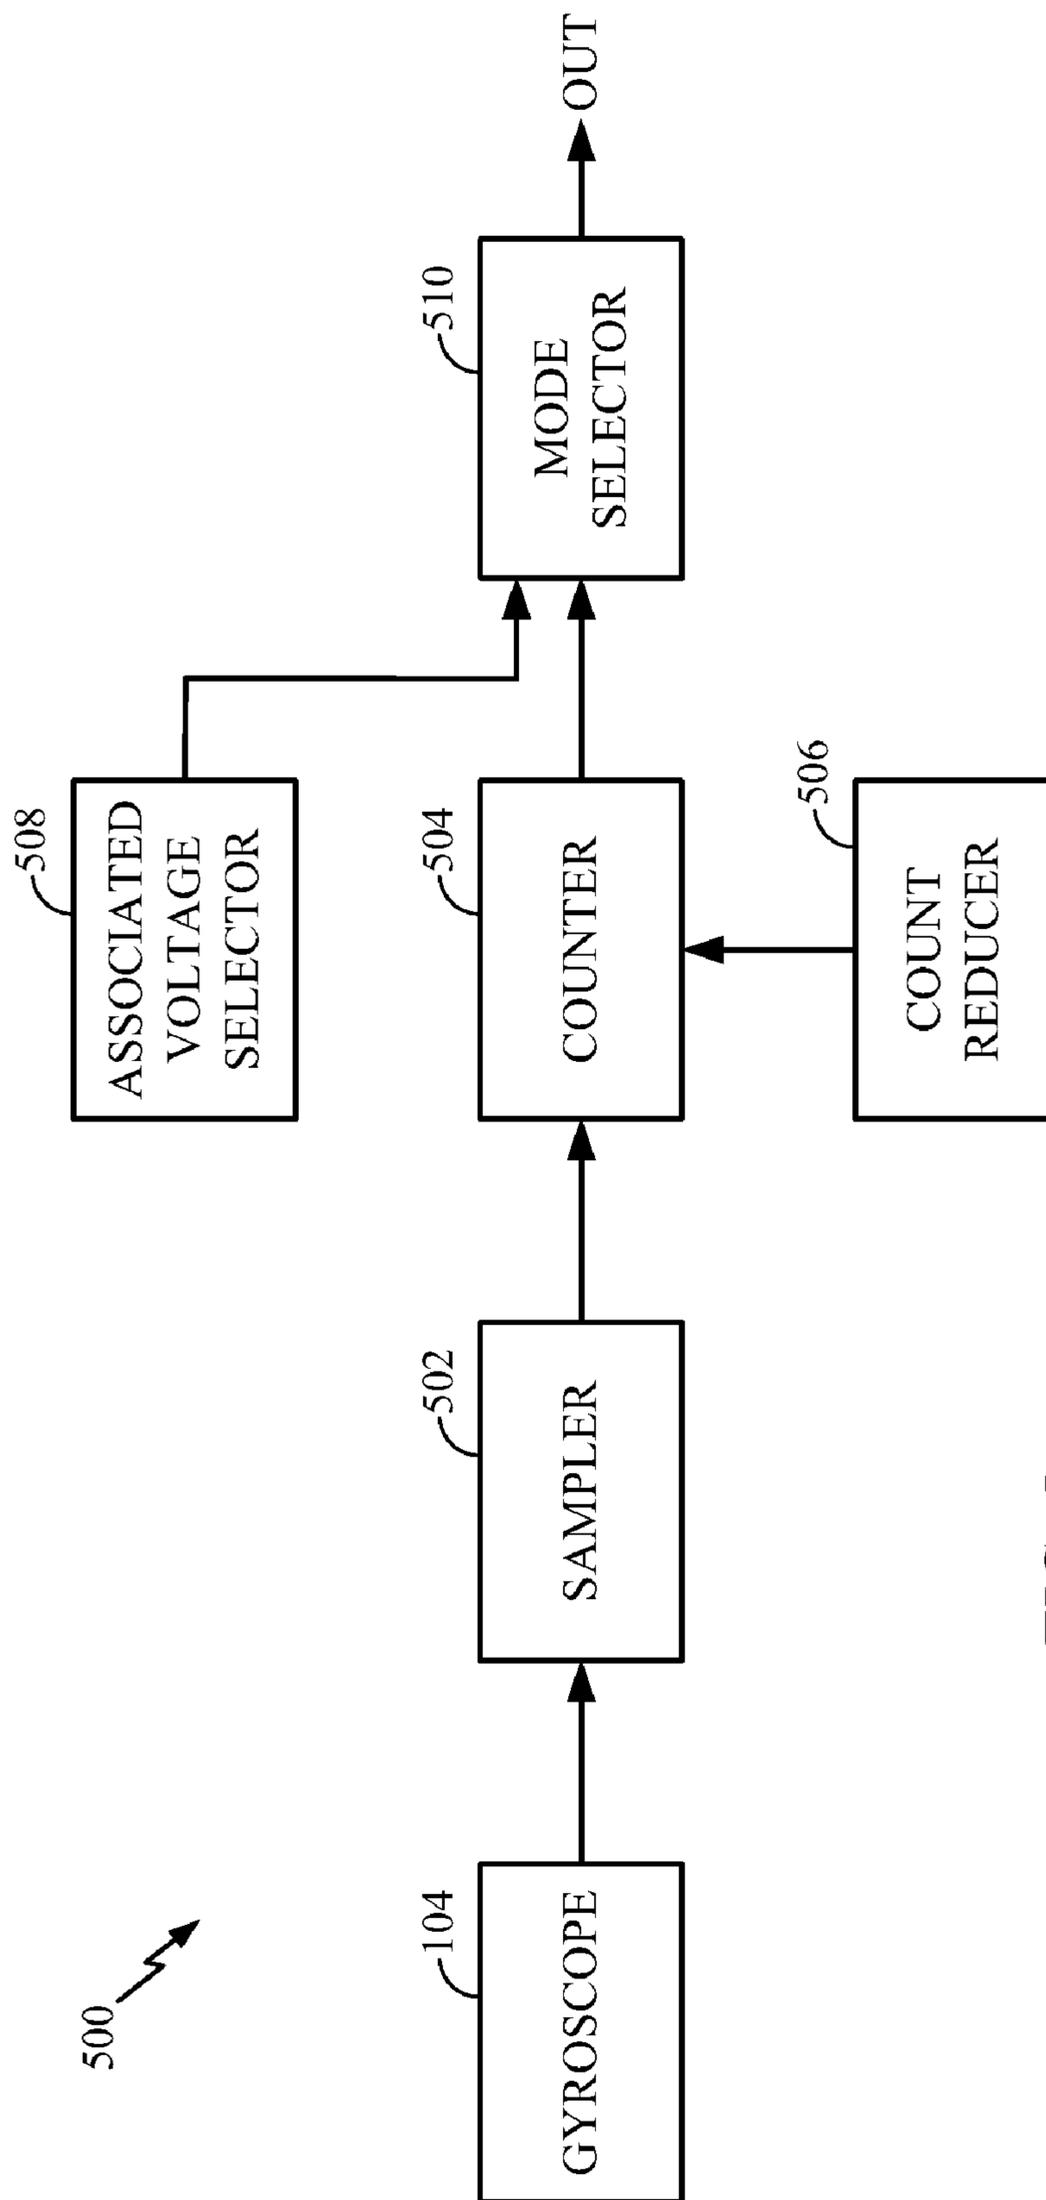 500
508
ASSOCIATED
VOLTAGE
SELECTOR
104
GYROSCOPE
502
SAMPLER
504
COUNTER
510
MODE
SELECTOR
OUT
506
COUNT
REDUCER